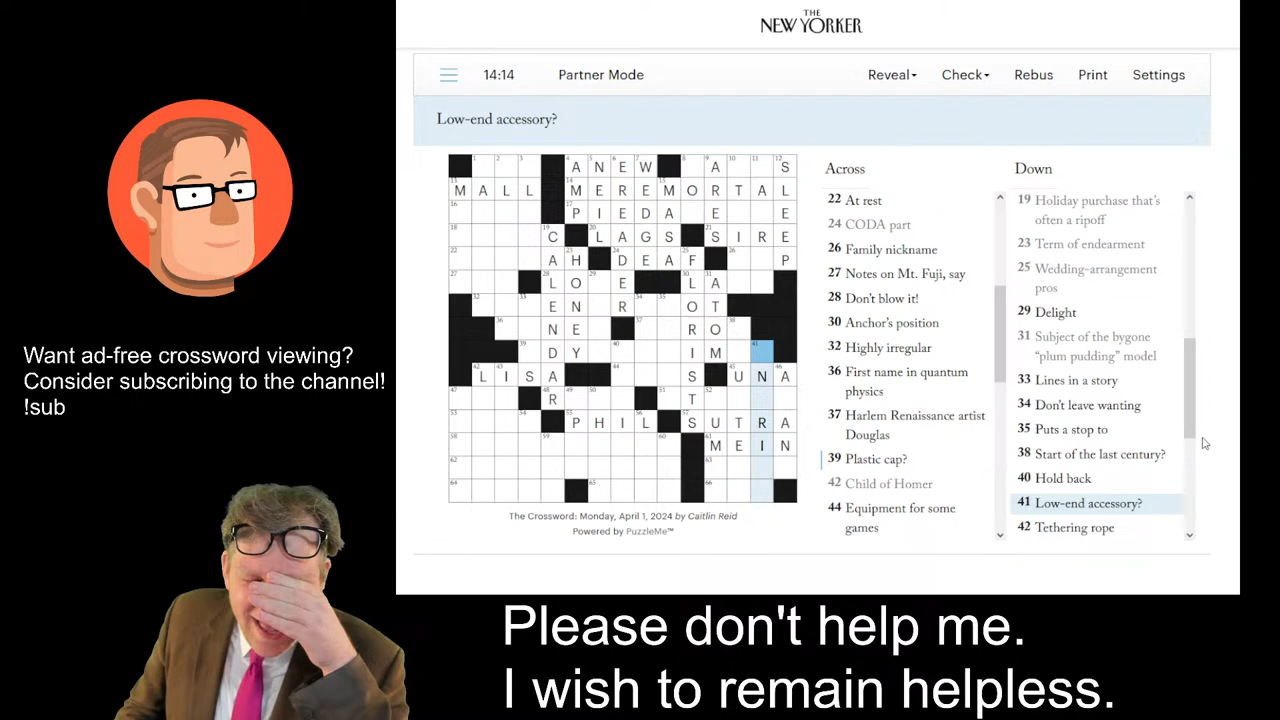 THE
NEW YORKER
14:14 Partner Mode Reveal Check Rebus Print Settings
Low-end accessory?
A N E W A S
M A L L M E R E M O R T A L
P I E D A E E
C L A G S S I R E
A H D E A F P
L O E L A
E N R O T
N E R O
D Y I M
L I S A S U N A
R T
P H I L S U T R A
M E I N
The Crossword: Monday, April 1, 2024 by Caitlin Reid
Powered by PuzzleMe™
Across
22 At rest
24 CODA part
26 Family nickname
27 Notes on Mt. Fuji, say
28 Don't blow it!
30 Anchor's position
32 Highly irregular
36 First name in quantum
physics
37 Harlem Renaissance artist
Douglas
39 Plastic cap?
42 Child of Homer
44 Equipment for some
games
Down
19 Holiday purchase that's
often a ripoff
23 Term of endearment
25 Wedding-arrangement
pros
29 Delight
31 Subject of the bygone
"plum pudding" model
33 Lines in a story
34 Don't leave wanting
35 Puts a stop to
38 Start of the last century?
40 Hold back
41 Low-end accessory?
42 Tethering rope
Want ad-free crossword viewing?
Consider subscribing to the channel!
!sub
Please don't help me.
I wish to remain helpless.